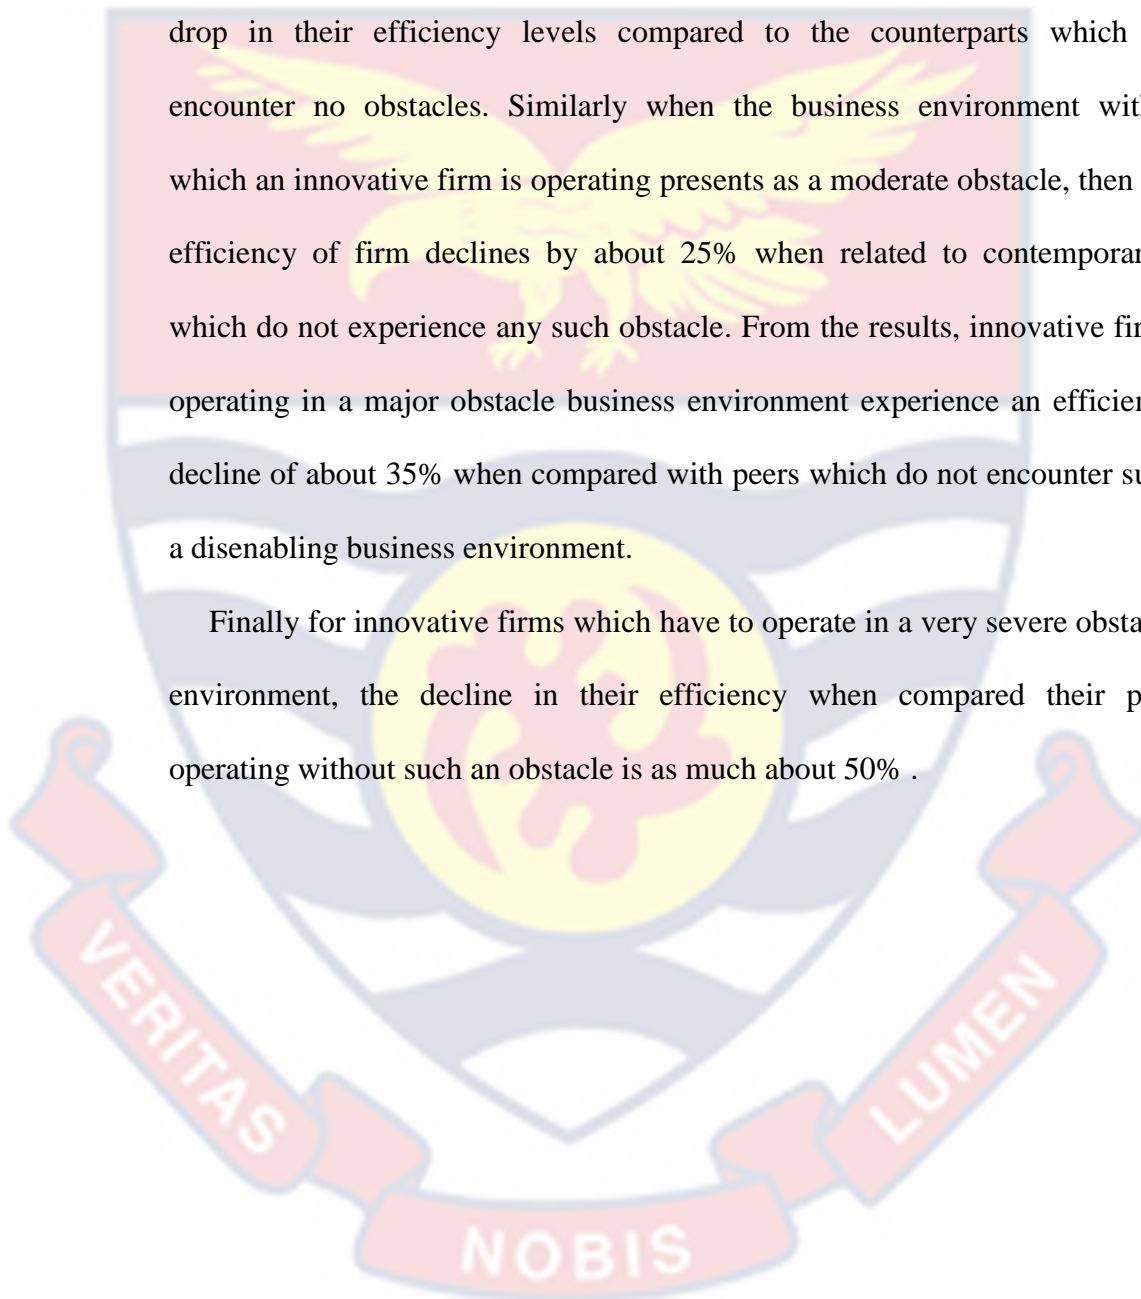 drop in their efficiency levels compared to the counterparts which
encounter no obstacles. Similarly when the business environment with
which an innovative firm is operating presents as a moderate obstacle, then
efficiency of firm declines by about 25% when related to contemporar
which do not experience any such obstacle. From the results, innovative fir
operating in a major obstacle business environment experience an efficien
decline of about 35% when compared with peers which do not encounter su
a disenabling business environment.
Finally for innovative firms which have to operate in a very severe obsta
environment, the decline in their efficiency when compared their p
operating without such an obstacle is as much about 50% .
VERITAS
NOBIS
LUMEN